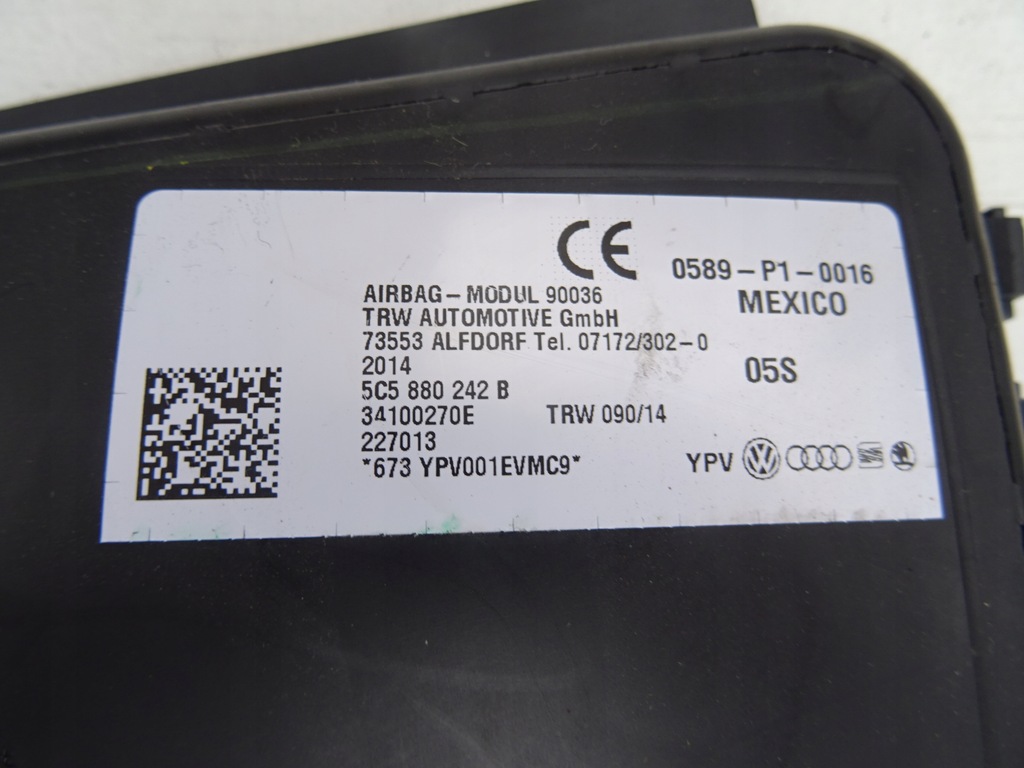 CE
0589-P1-0016
MEXICO
AIRBAG-MODUL 90036
TRW AUTOMOTIVE GmbH
73553 ALFDORF Tel. 07172/302-0
2014
05S
5C5 880 242 B
34100270E TRW 090/14
227013
*673 YPV001EVMC9*
YPV